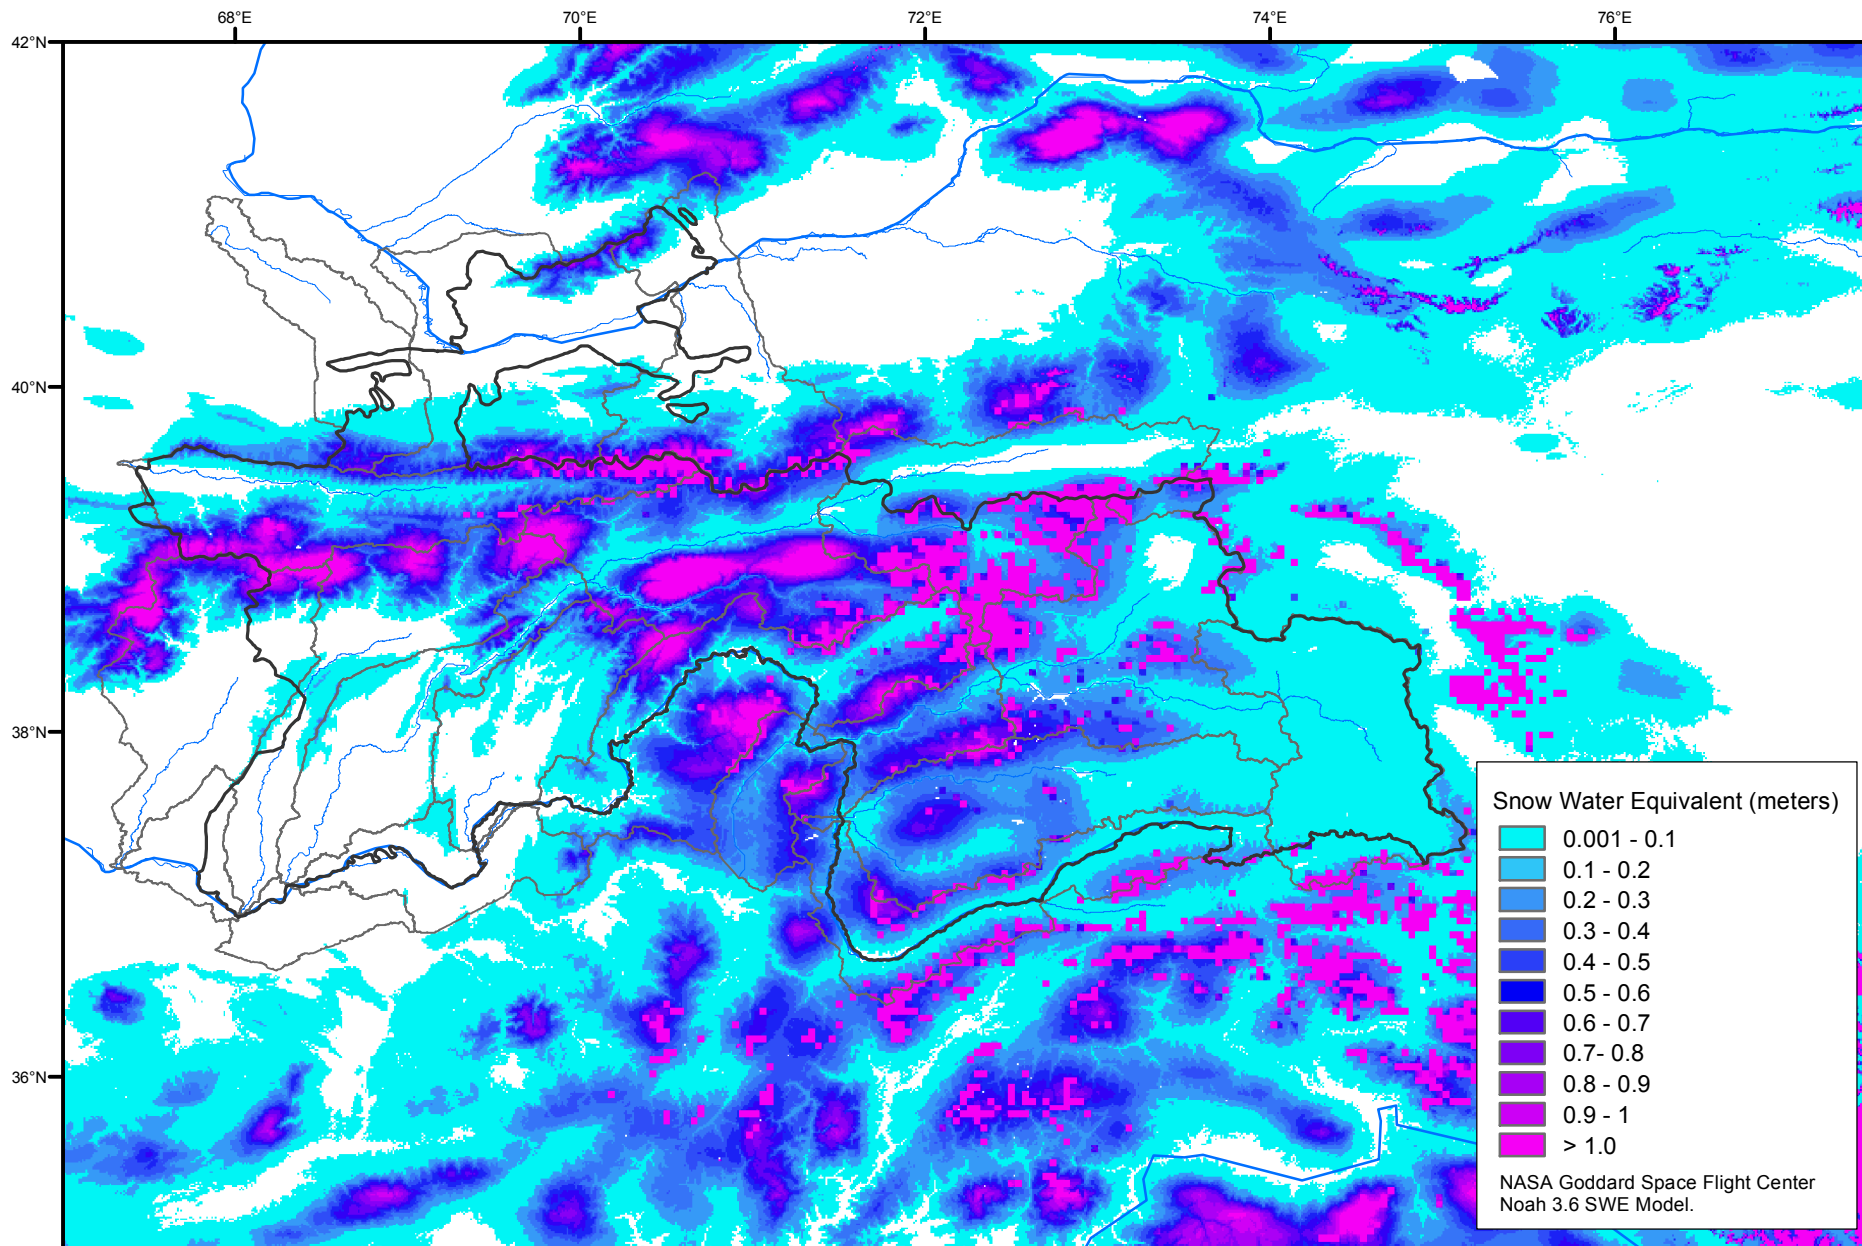 68°E 70°E 72°E 74°E 76°E
42°N
40°N
38°N
36°N
Snow Water Equivalent (meters)
0.001 - 0.1
0.1 - 0.2
0.2 - 0.3
0.3 - 0.4
0.4 - 0.5
0.5 - 0.6
0.6 - 0.7
0.7- 0.8
0.8 - 0.9
0.9 - 1
> 1.0
NASA Goddard Space Flight Center
Noah 3.6 SWE Model.